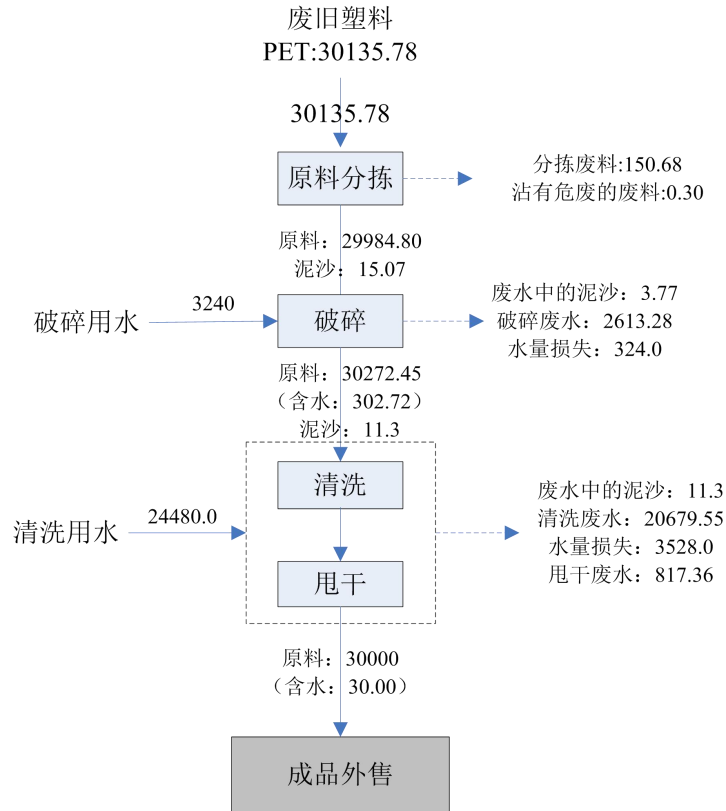 废旧塑料
PET:30135.78
30135.78
原料分拣
分拣废料:150.68
沾有危废的废料:0.30
原料：29984.80
泥沙：15.07
破碎用水
3240
破碎
废水中的泥沙：3.77
破碎废水：2613.28
水量损失：324.0
原料：30272.45
（含水：302.72）
泥沙：11.3
清洗用水
24480.0
清洗
甩干
废水中的泥沙：11.3
清洗废水：20679.55
水量损失：3528.0
甩干废水：817.36
原料：30000
（含水：30.00）
成品外售